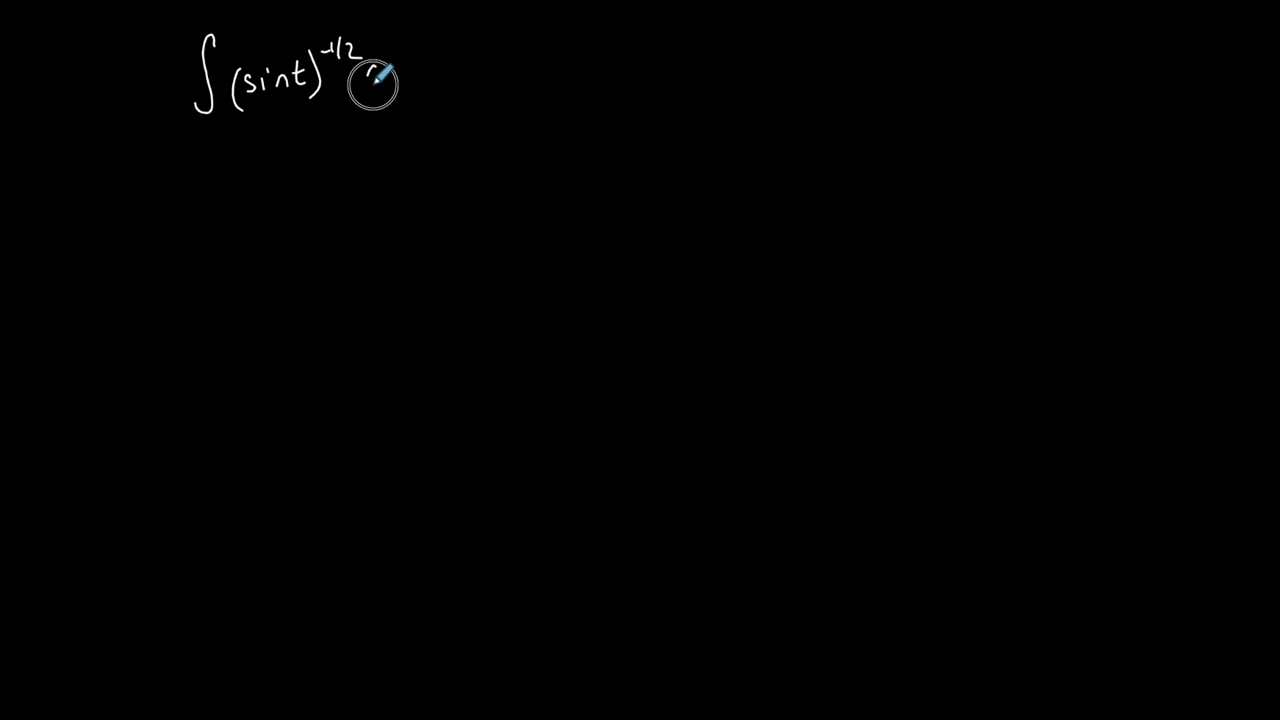 ∫ (sin t)^{-1/2}